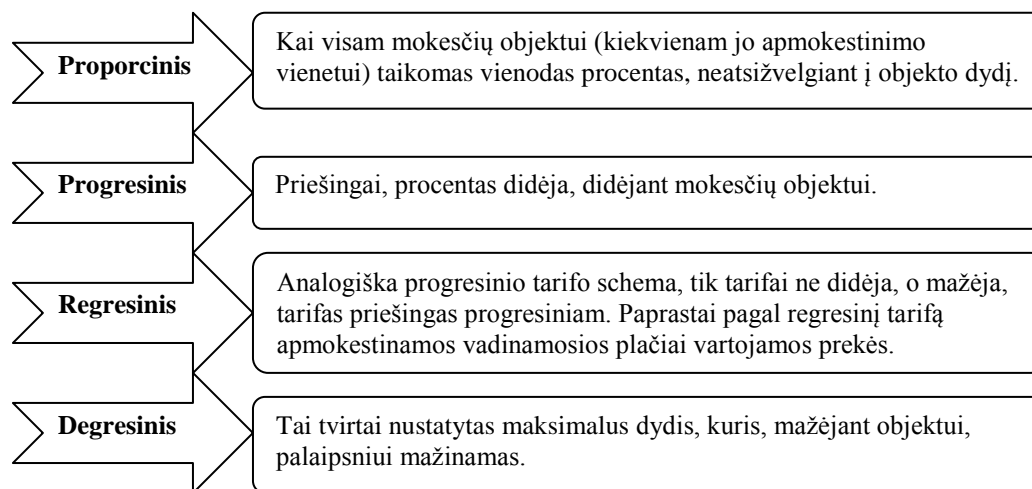 Proporcinis
Kai visam mokesčių objektui (kiekvienam jo apmokestinimo
vienetui) taikomas vienodas procentas, neatsižvelgiant į objekto dydį.
Progresinis
Priešingai, procentas didėja, didėjant mokesčių objektui.
Regresinis
Analogiška progresinio tarifo schema, tik tarifai ne didėja, o mažėja,
tarifas priešingas progresiniam. Paprastai pagal regresinį tarifą
apmokestinamos vadinamosios plačiai vartojamos prekės.
Degresinis
Tai tvirtai nustatytas maksimalus dydis, kuris, mažėjant objektui,
palaipsniui mažinamas.